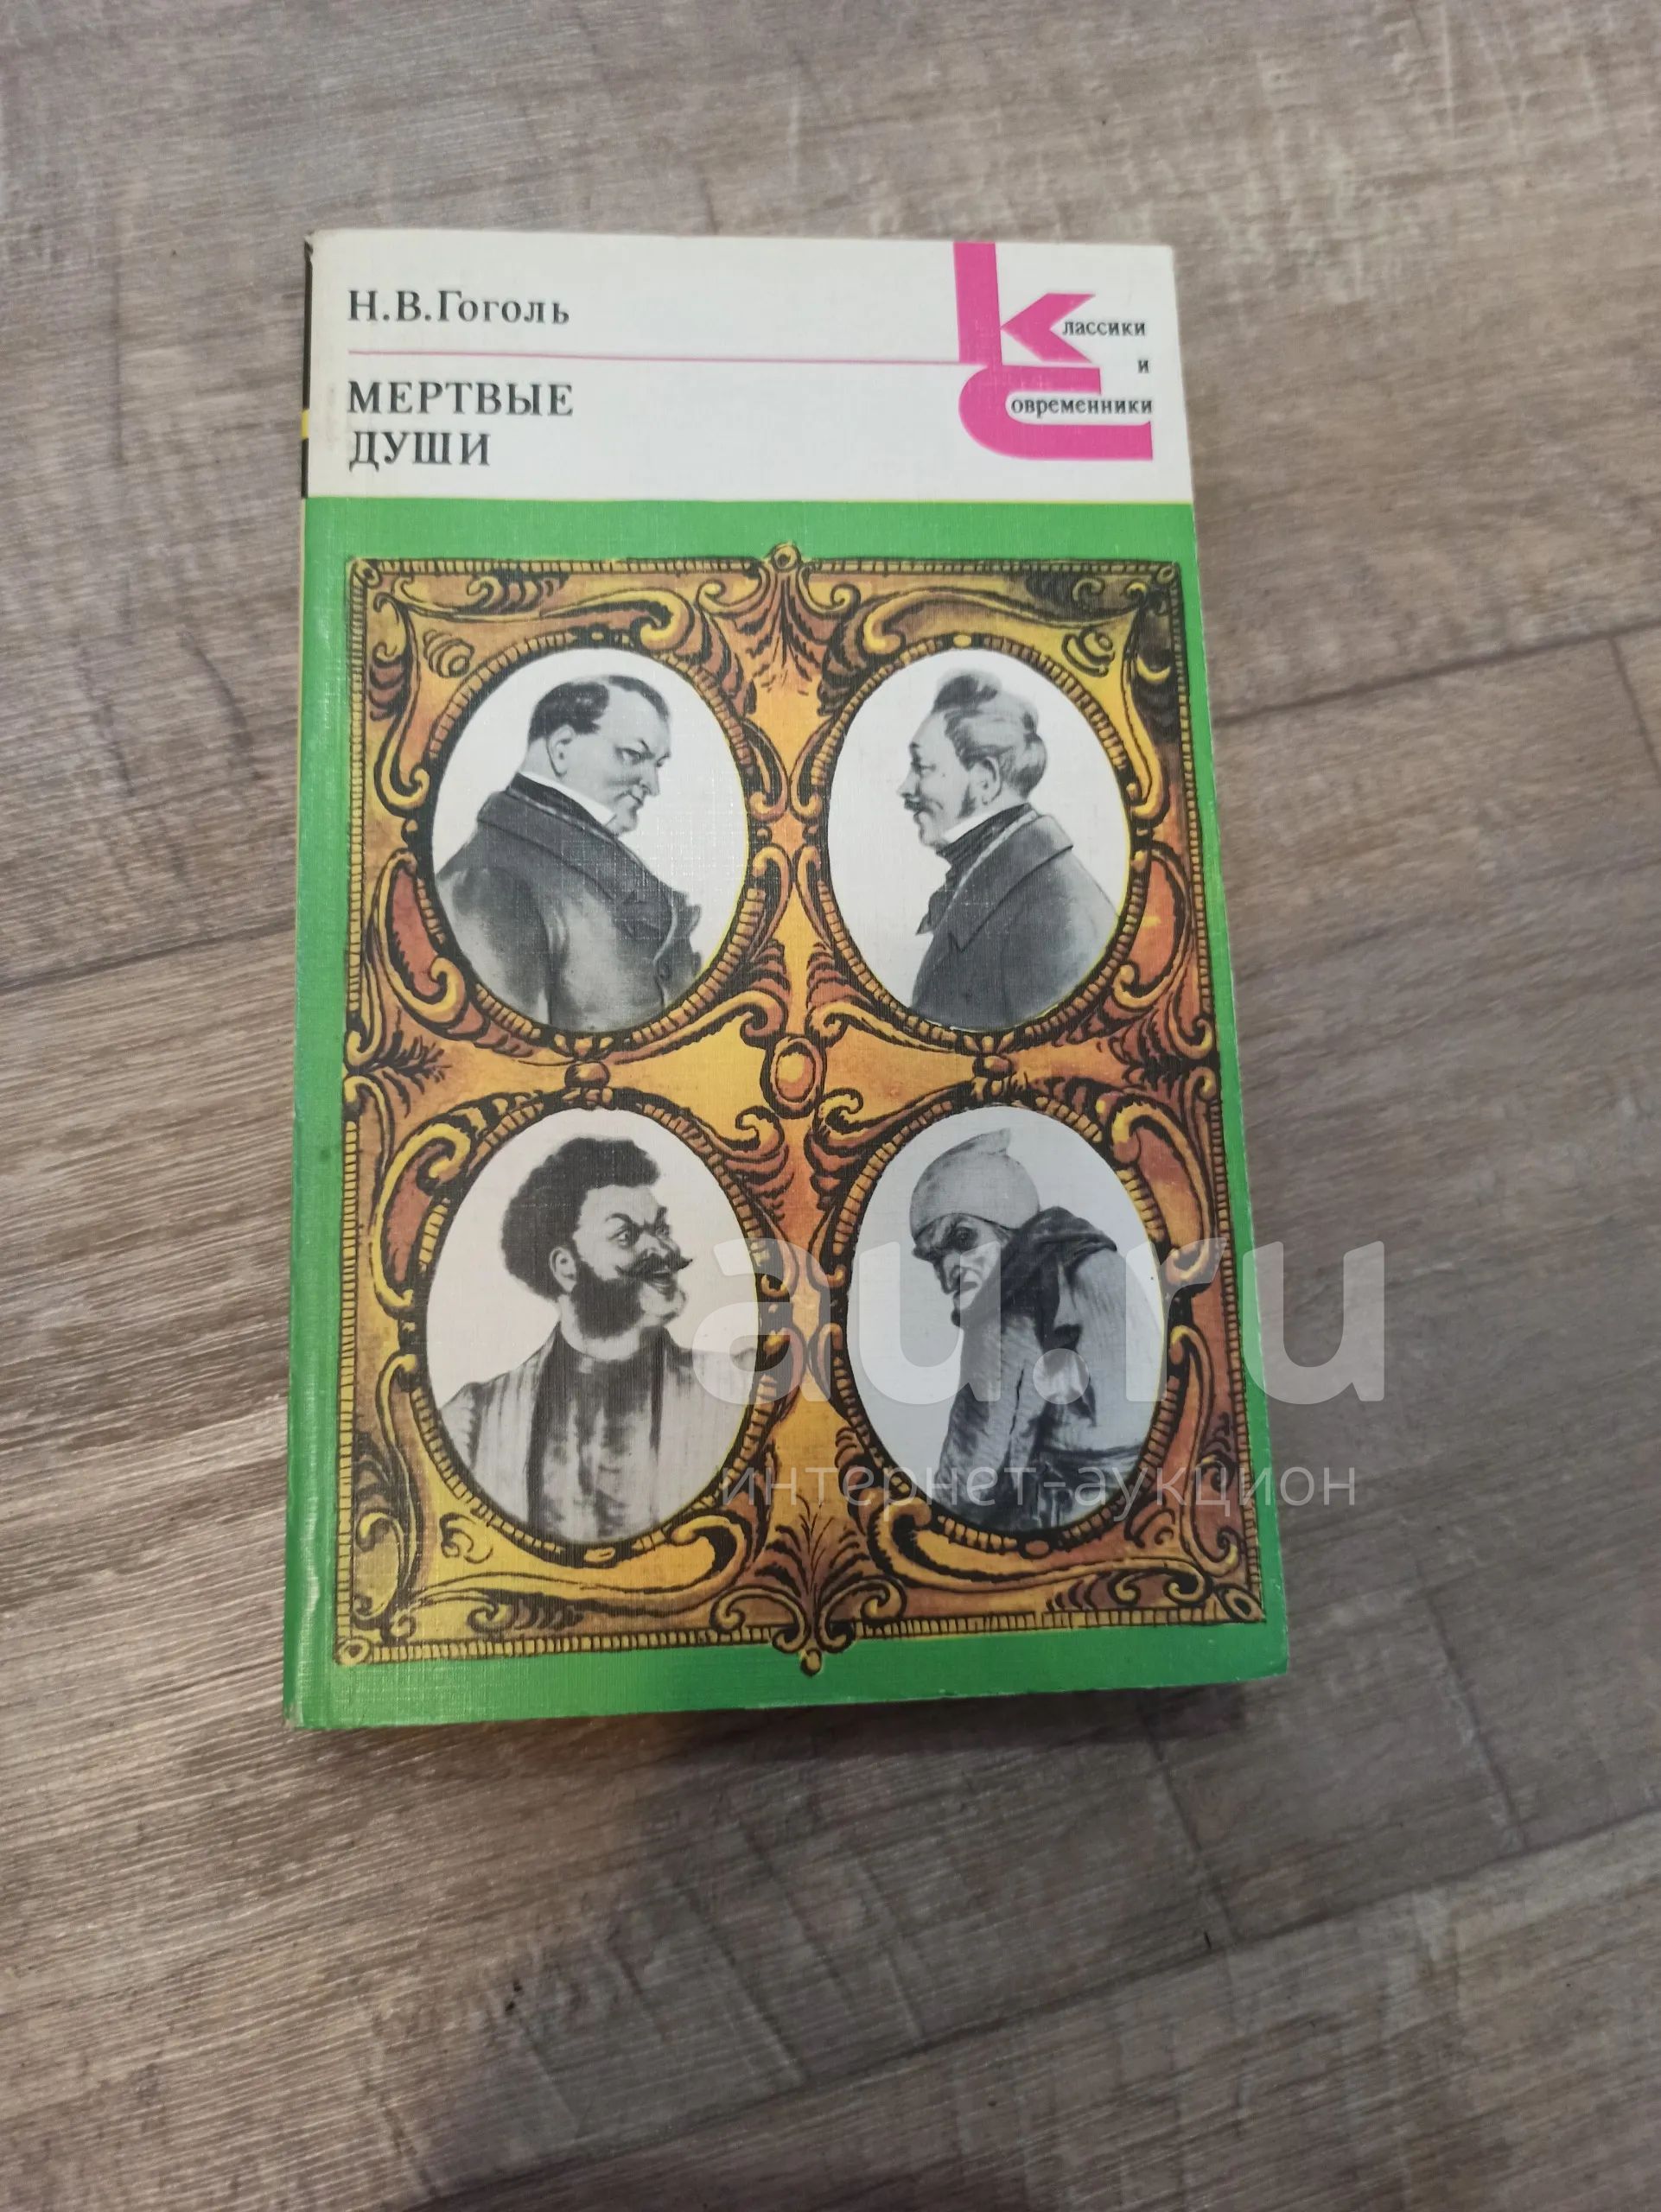 Н.В.Гоголь
МЕРТВЫЕ
ДУШИ
Классики
и
Современники
au.ru
интернет-аукцион